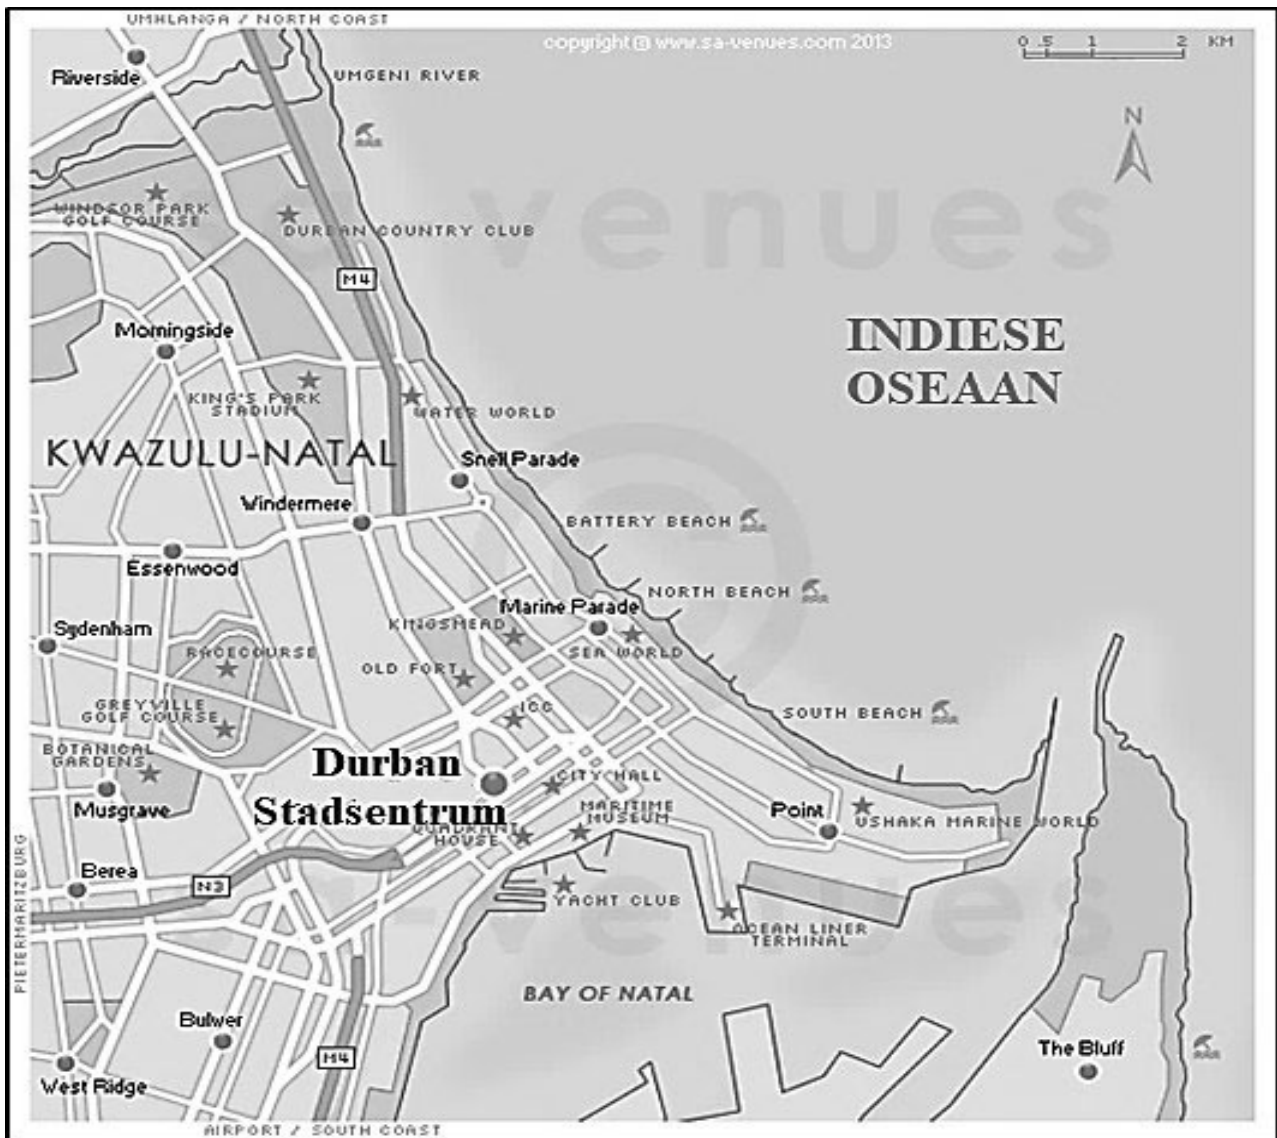 UMHLANGA / NORTH COAST
copyright © www.sa-venues.com 2013
0 .5 1 2 KM
Riverside
UMGENI RIVER
N
WINDSOR PARK
GOLF COURSE
DURBAN COUNTRY CLUB
venues
M4
INDIESE
OSEAAN
Morningside
KING'S PARK
STADIUM
WATER WORLD
KWAZULU-NATAL
Snell Parade
Windermere
BATTERY BEACH
Essenwood
NORTH BEACH
Marine Parade
KINGSMEAD
Sydenham
SEA WORLD
RACECOURSE
OLD FORT
GREYVILLE
GOLF COURSE
ICC
SOUTH BEACH
BOTANICAL
GARDENS
Durban
Stadsentrum
CITY HALL
Musgrave
MARITIME
MUSEUM
Point
USHAKA MARINE WORLD
QUADRANT
HOUSE
Berea
N3
YACHT CLUB
sa-venues
OCEAN LINER
TERMINAL
PIETERMARITZBURG
BAY OF NATAL
Bulwer
The Bluff
M4
West Ridge
AIRPORT / SOUTH COAST